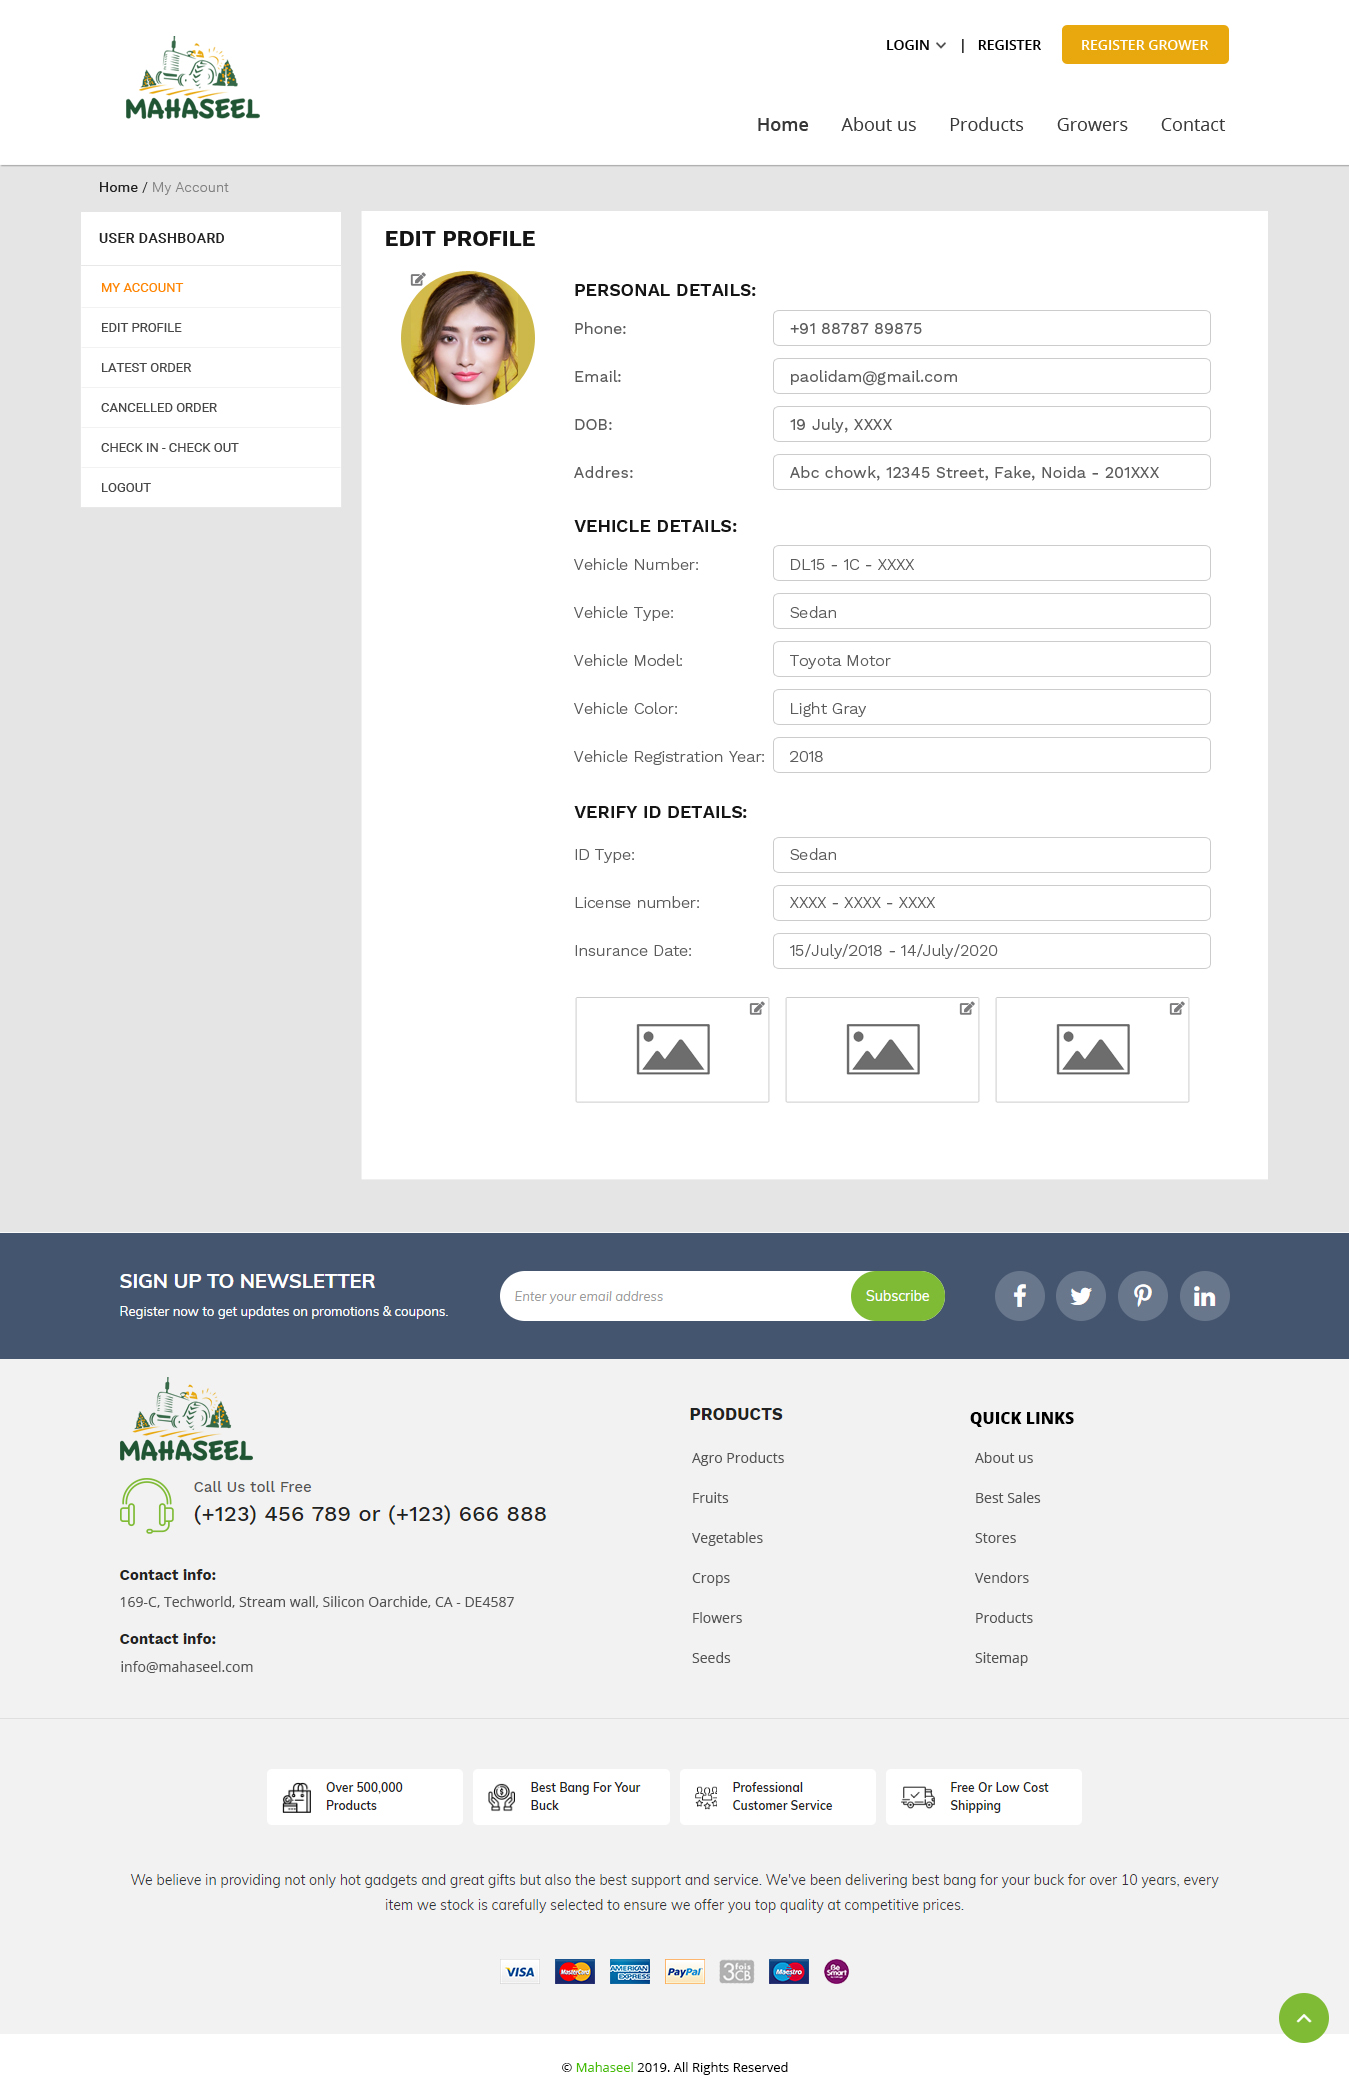 LOGIN | REGISTER REGISTER GROWER
MAHASEEL
Home About us Products Growers Contact
Home / My Account
USER DASHBOARD
MY ACCOUNT
EDIT PROFILE
LATEST ORDER
CANCELLED ORDER
CHECK IN - CHECK OUT
LOGOUT
EDIT PROFILE
PERSONAL DETAILS:
Phone: +91 88787 89875
Email: paolidam@gmail.com
DOB: 19 July, XXXX
Addres: Abc chowk, 12345 Street, Fake, Noida - 201XXX
VEHICLE DETAILS:
Vehicle Number: DL15 - 1C - XXXX
Vehicle Type: Sedan
Vehicle Model: Toyota Motor
Vehicle Color: Light Gray
Vehicle Registration Year: 2018
VERIFY ID DETAILS:
ID Type: Sedan
License number: XXXX - XXXX - XXXX
Insurance Date: 15/July/2018 - 14/July/2020
SIGN UP TO NEWSLETTER
Register now to get updates on promotions & coupons.
Enter your email address Subscribe
MAHASEEL
Call Us toll Free
(+123) 456 789 or (+123) 666 888
Contact info:
169-C, Techworld, Stream wall, Silicon Oarchide, CA - DE4587
Contact info:
info@mahaseel.com
PRODUCTS
Agro Products
Fruits
Vegetables
Crops
Flowers
Seeds
QUICK LINKS
About us
Best Sales
Stores
Vendors
Products
Sitemap
Over 500,000
Products
Best Bang For Your
Buck
Professional
Customer Service
Free Or Low Cost
Shipping
We believe in providing not only hot gadgets and great gifts but also the best support and service. We've been delivering best bang for your buck for over 10 years, every
item we stock is carefully selected to ensure we offer you top quality at competitive prices.
VISA
MasterCard
AMERICAN EXPRESS
PayPal
3 fois CB
Maestro
Be Smart
© Mahaseel 2019. All Rights Reserved